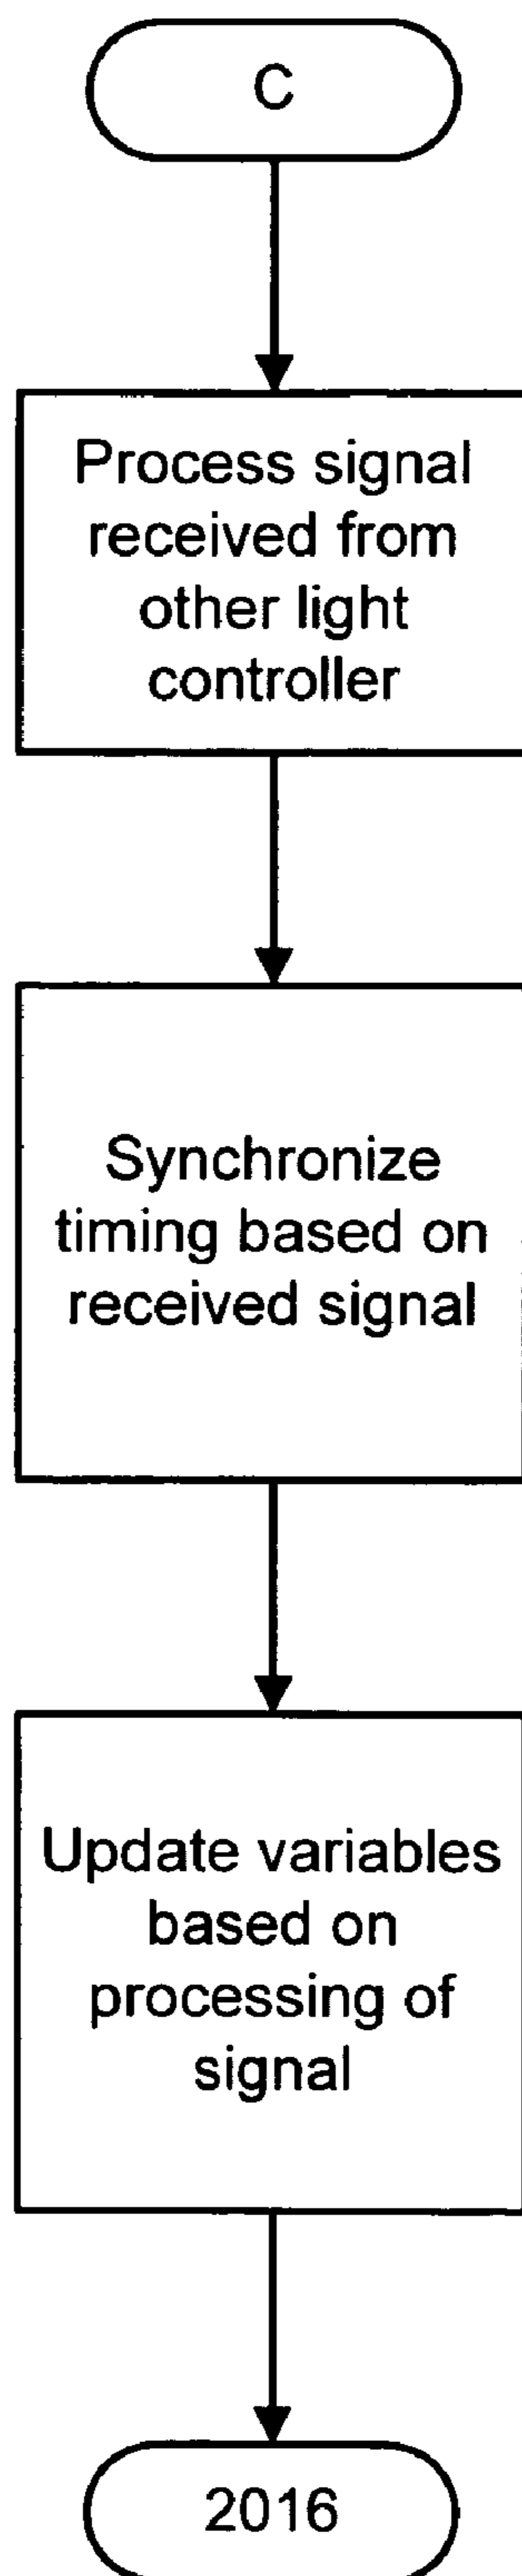 C
Process signal
received from
other light
controller
Synchronize
timing based on
received signal
Update variables
based on
processing of
signal
2016